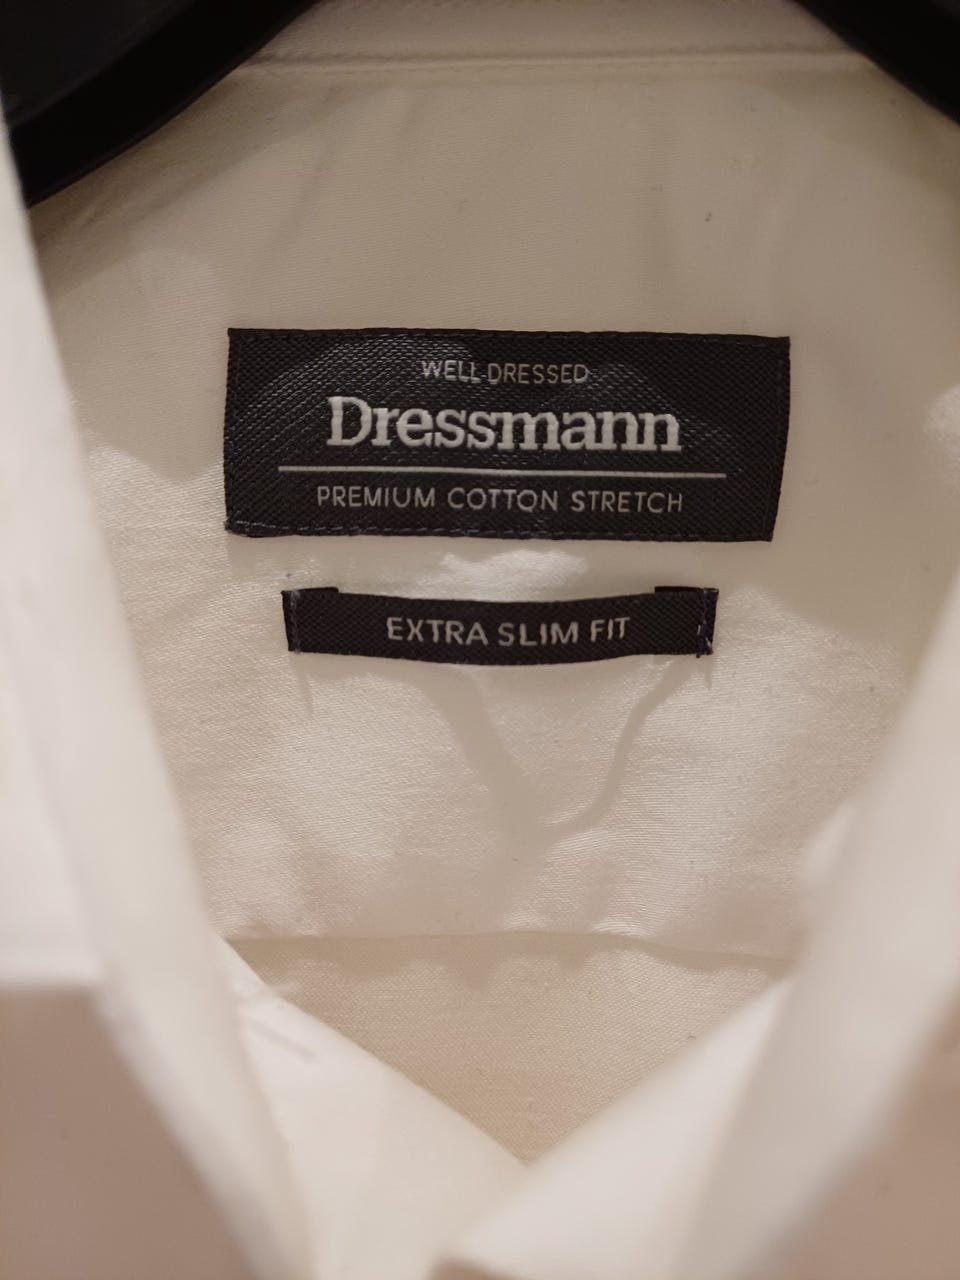 WELL-DRESSED
Dressmann
PREMIUM COTTON STRETCH
EXTRA SLIM FIT